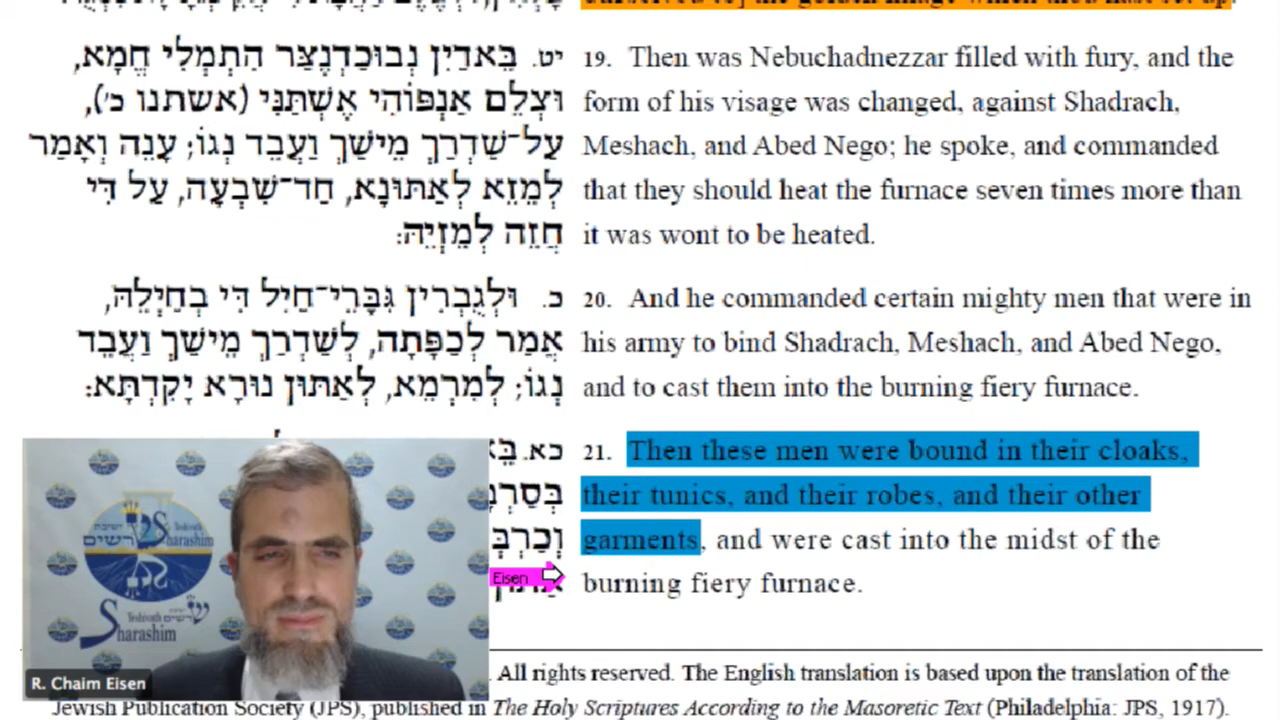 יט. בֵּאדַיִן נְבוּכַדְנֶצַּר הִתְמְלִי חֱמָא,
וּצְלֵם אַנְפּוֹהִי אֶשְׁתַּנִּי (אשתנו כ׳),
עַל־שַׁדְרַךְ מֵישַׁךְ וַעֲבֵד נְגוֹ; עָנֵה וְאָמַר
לְמֵזֵא לְאַתּוּנָא, חַד־שִׁבְעָה, עַל דִּי
חֲזֵה לְמֵזְיֵהּ:
19. Then was Nebuchadnezzar filled with fury, and the
form of his visage was changed, against Shadrach,
Meshach, and Abed Nego; he spoke, and commanded
that they should heat the furnace seven times more than
it was wont to be heated.
כ. וּלְגֻבְרִין גִּבָּרֵי־חַיִל דִּי בְחַיְלֵהּ,
אֲמַר לְכַפָּתָה, לְשַׁדְרַךְ מֵישַׁךְ וַעֲבֵד
נְגוֹ; לְמִרְמֵא, לְאַתּוּן נוּרָא יָקִדְתָּא:
20. And he commanded certain mighty men that were in
his army to bind Shadrach, Meshach, and Abed Nego,
and to cast them into the burning fiery furnace.
כא.
21. Then these men were bound in their cloaks,
their tunics, and their robes, and their other
garments, and were cast into the midst of the
burning fiery furnace.
Eisen
ישיבת
שרשים
Yeshivath
Sharashim
R. Chaim Eisen
All rights reserved. The English translation is based upon the translation of the
Jewish Publication Society (JPS), published in The Holy Scriptures According to the Masoretic Text (Philadelphia: JPS, 1917).